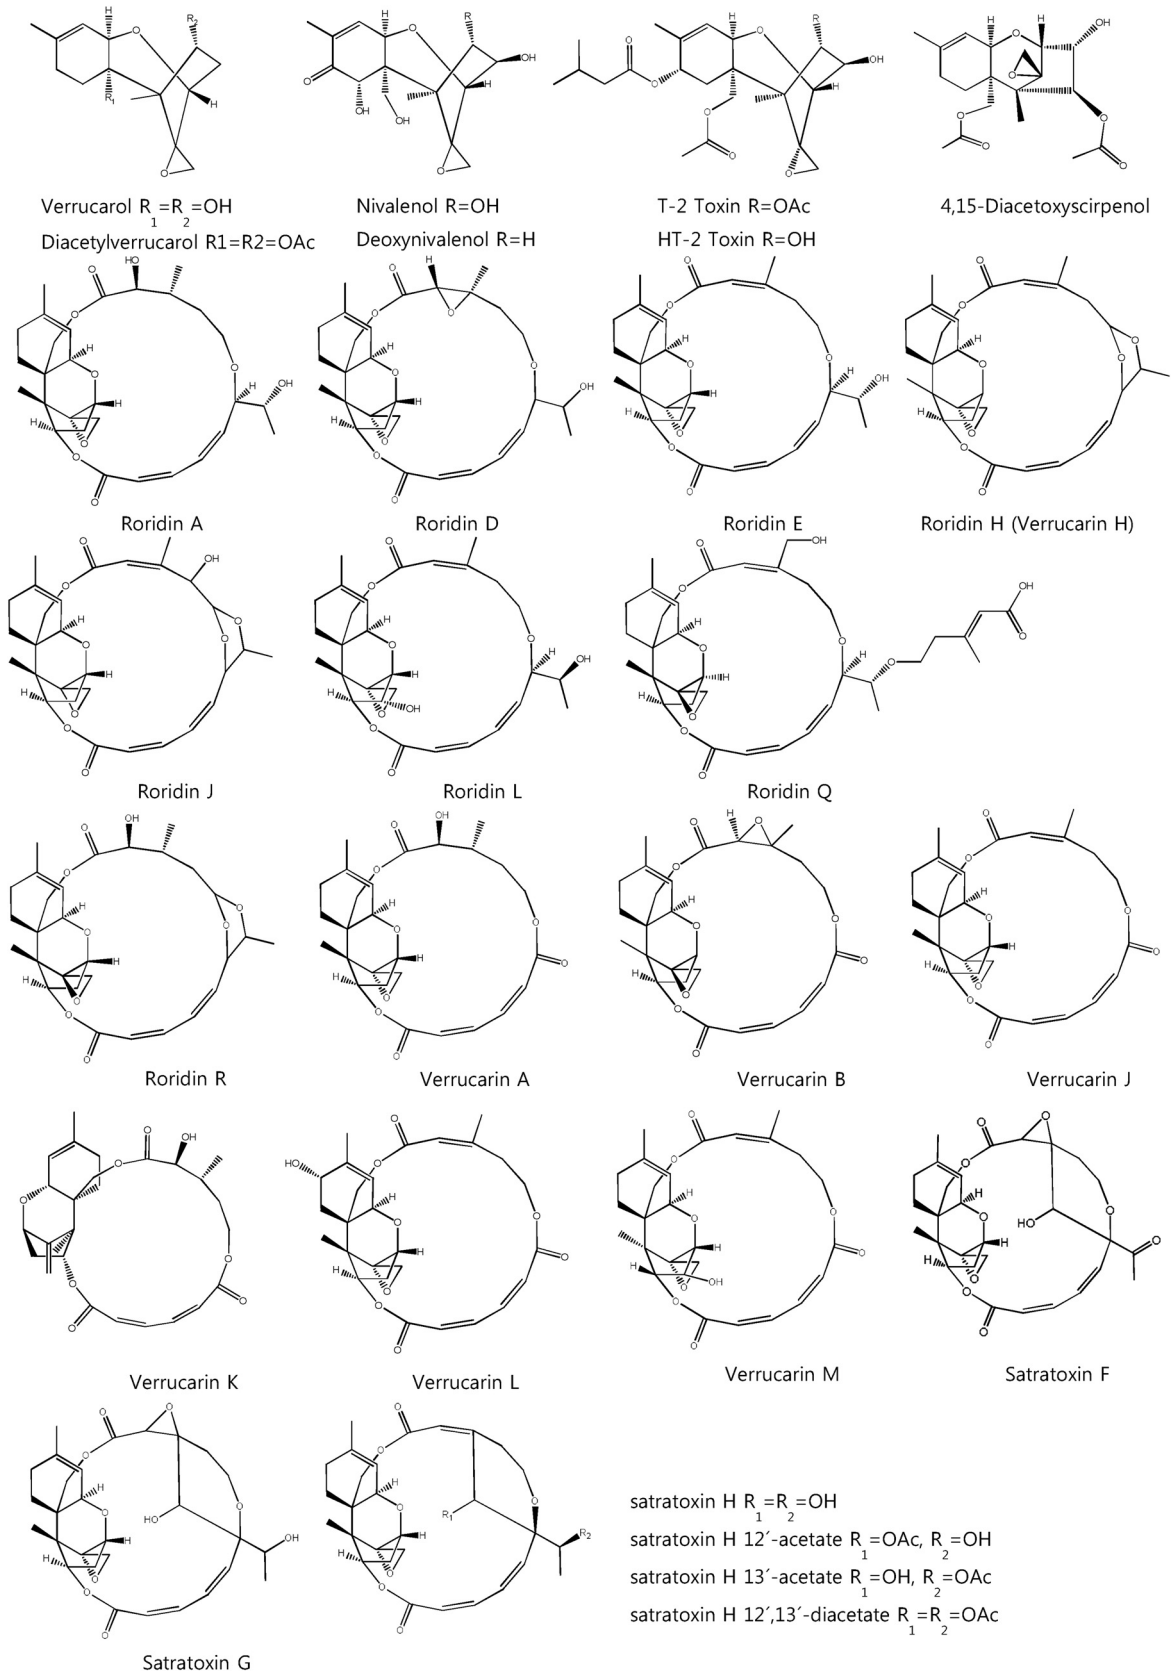 Verrucarol R1=R2=OH
Diacetylverrucarol R1=R2=OAc
Nivalenol R=OH
Deoxynivalenol R=H
T-2 Toxin R=OAc
HT-2 Toxin R=OH
4,15-Diacetoxyscirpenol
Roridin A
Roridin D
Roridin E
Roridin H (Verrucarin H)
Roridin J
Roridin L
Roridin Q
Roridin R
Verrucarin A
Verrucarin B
Verrucarin J
Verrucarin K
Verrucarin L
Verrucarin M
Satratoxin F
Satratoxin G
satratoxin H R1=R2=OH
satratoxin H 12´-acetate R1=OAc, R2=OH
satratoxin H 13´-acetate R1=OH, R2=OAc
satratoxin H 12´,13´-diacetate R1=R2=OAc